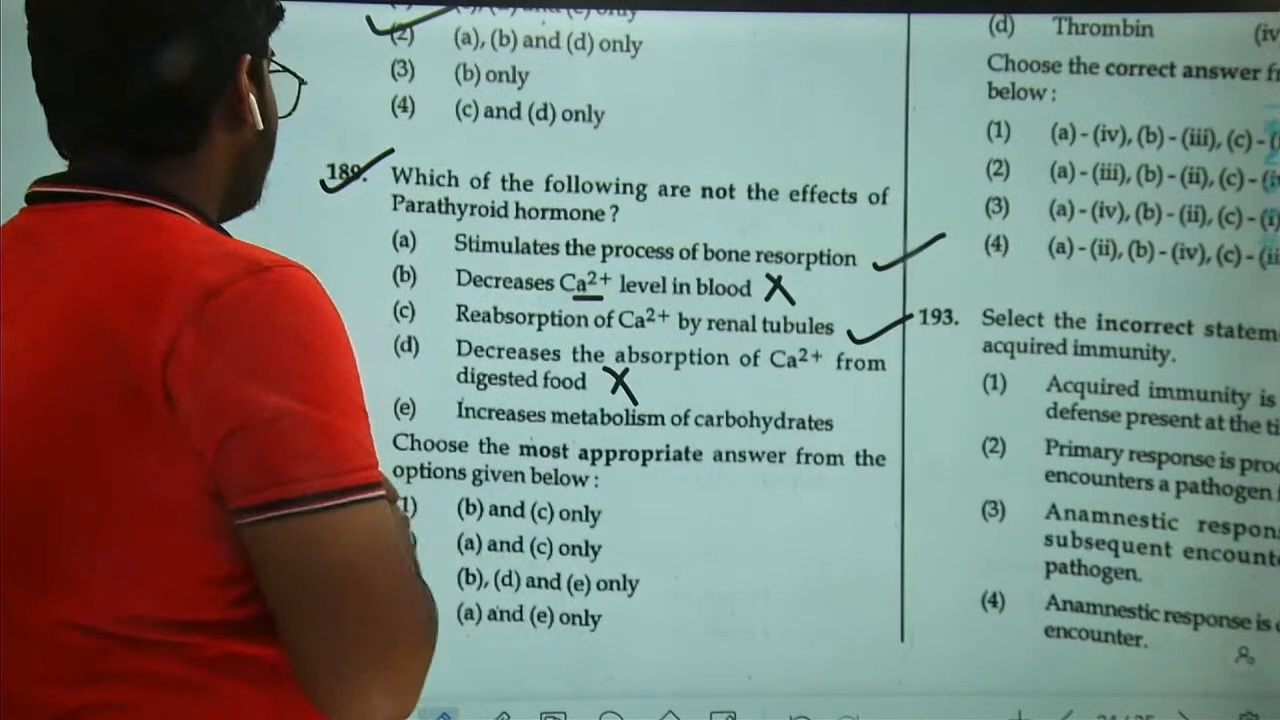 (2) (a), (b) and (d) only
(3) (b) only
(4) (c) and (d) only
189. Which of the following are not the effects of
Parathyroid hormone ?
(a) Stimulates the process of bone resorption
(b) Decreases Ca2+ level in blood
(c) Reabsorption of Ca2+ by renal tubules
(d) Decreases the absorption of Ca2+ from
digested food
(e) Increases metabolism of carbohydrates
Choose the most appropriate answer from the
options given below :
1) (b) and (c) only
(a) and (c) only
(b), (d) and (e) only
(a) and (e) only
(d) Thrombin (iv
Choose the correct answer
below :
(1) (a) - (iv), (b) - (iii), (c) -
(2) (a) - (iii), (b) - (ii), (c) -
(3) (a) - (iv), (b) - (ii), (c) - (i)
(4) (a) - (ii), (b) - (iv), (c) - (ii
193. Select the incorrect statem
acquired immunity.
(1) Acquired immunity is
defense present at the ti
(2) Primary response is pro
encounters a pathogen
(3) Anamnestic respon
subsequent encount
pathogen.
(4) Anamnestic response is
encounter.